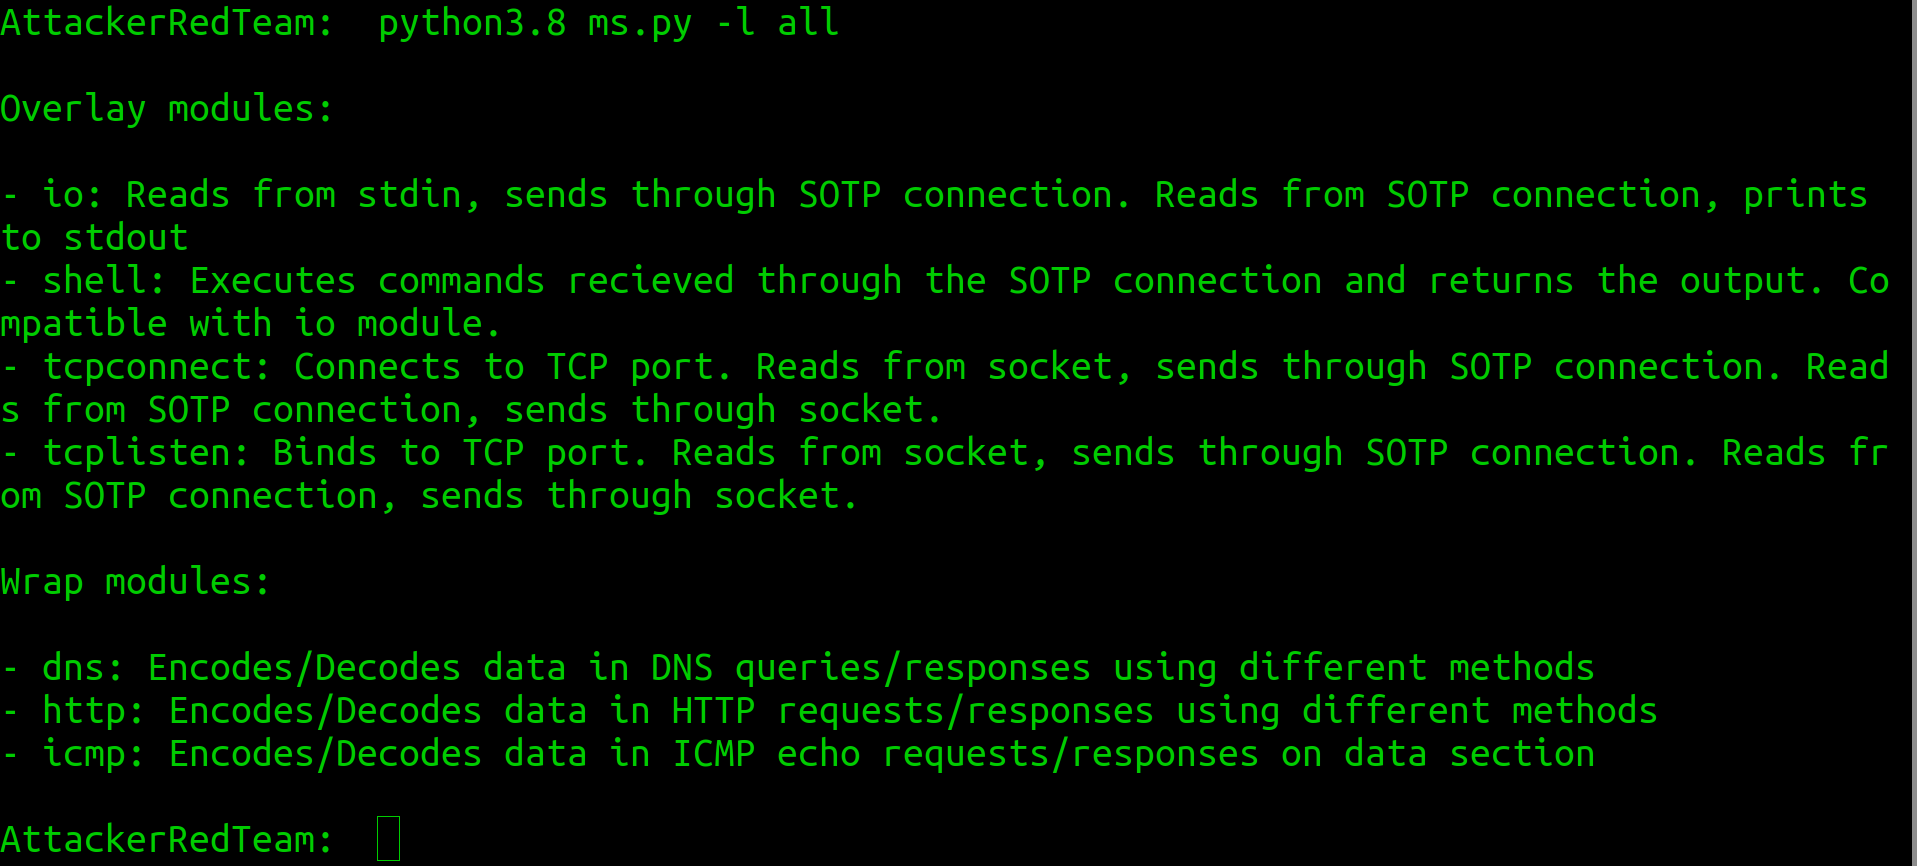 AttackerRedTeam:  python3.8 ms.py -l all
Overlay modules:
- io: Reads from stdin, sends through SOTP connection. Reads from SOTP connection, prints
to stdout
- shell: Executes commands recieved through the SOTP connection and returns the output. Co
mpatible with io module.
- tcpconnect: Connects to TCP port. Reads from socket, sends through SOTP connection. Read
s from SOTP connection, sends through socket.
- tcplisten: Binds to TCP port. Reads from socket, sends through SOTP connection. Reads fr
om SOTP connection, sends through socket.
Wrap modules:
- dns: Encodes/Decodes data in DNS queries/responses using different methods
- http: Encodes/Decodes data in HTTP requests/responses using different methods
- icmp: Encodes/Decodes data in ICMP echo requests/responses on data section
AttackerRedTeam: